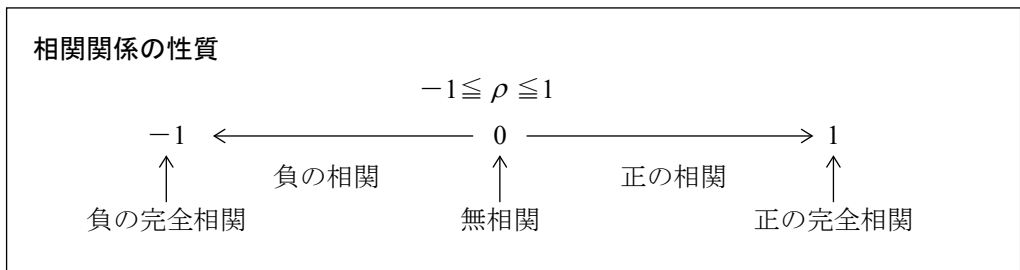 相関関係の性質
－1≦ ρ ≦1
－1 0 1
負の相関 正の相関
負の完全相関 無相関 正の完全相関